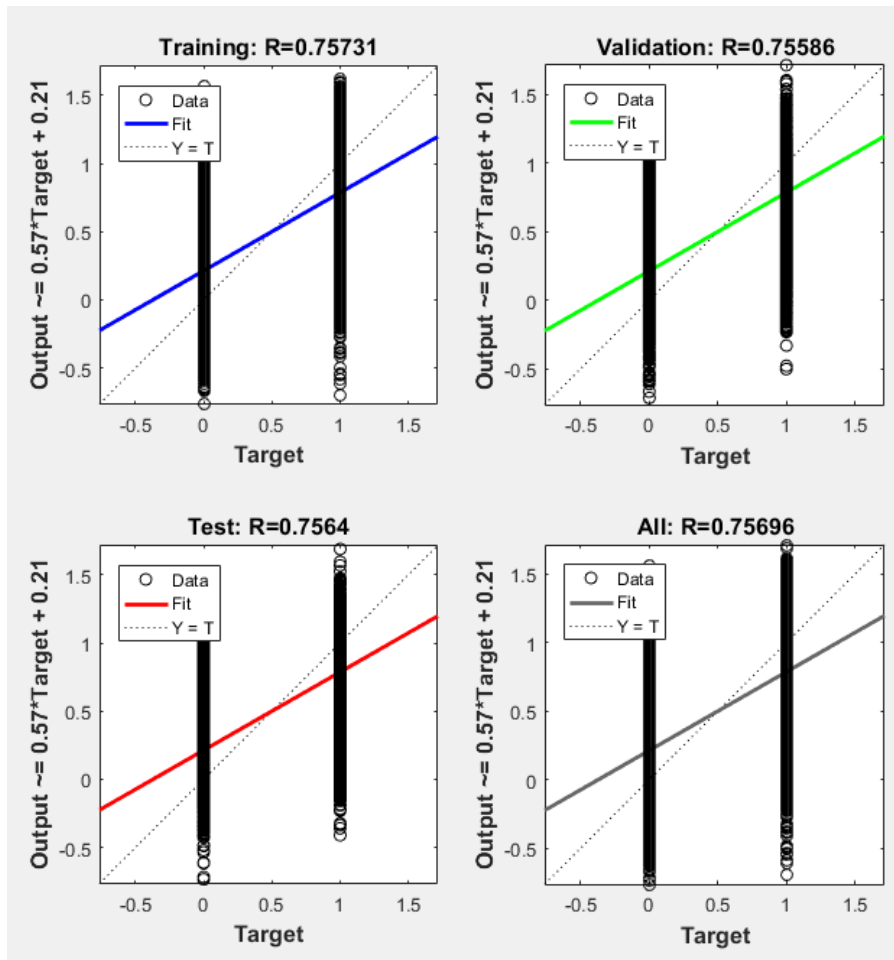 Training: R=0.75731
Output ~= 0.57*Target + 0.21
1.5
1
0.5
0
-0.5
Data
Fit
Y = T
-0.5 0 0.5 1 1.5
Target
Validation: R=0.75586
Output ~= 0.57*Target + 0.21
1.5
1
0.5
0
-0.5
Data
Fit
Y = T
-0.5 0 0.5 1 1.5
Target
Test: R=0.7564
Output ~= 0.57*Target + 0.21
1.5
1
0.5
0
-0.5
Data
Fit
Y = T
-0.5 0 0.5 1 1.5
Target
All: R=0.75696
Output ~= 0.57*Target + 0.21
1.5
1
0.5
0
-0.5
Data
Fit
Y = T
-0.5 0 0.5 1 1.5
Target